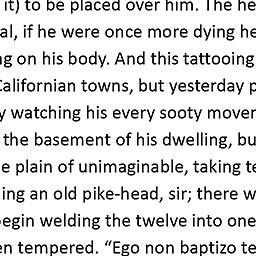 it) to be placed over him. The he
al, if he were once more dying he
ng on his body. And this tattooing
Californian towns, but yesterday p
y watching his every sooty mover
the basement of his dwelling, bu
e plain of unimaginable, taking te
ing an old pike-head, sir; there w
begin welding the twelve into one
en tempered. “Ego non baptizo te